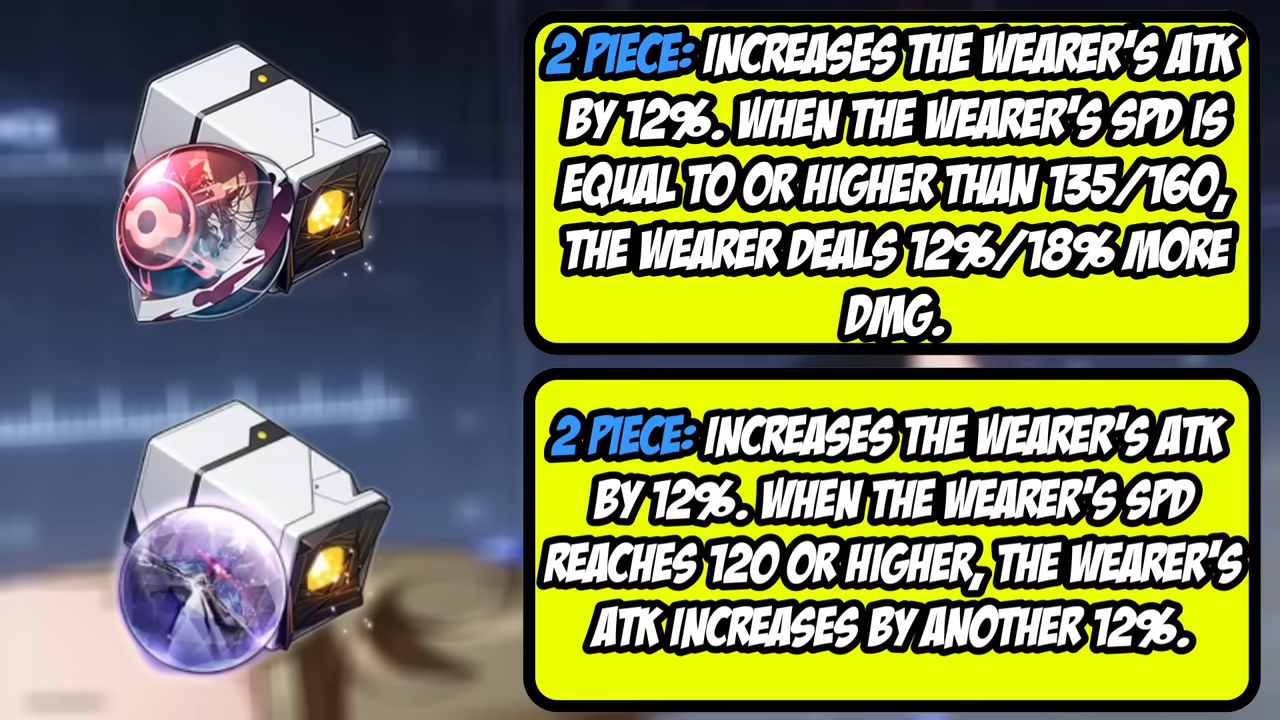 2 PIECE: INCREASES THE WEARER'S ATK
BY 12%. WHEN THE WEARER'S SPD IS
EQUAL TO OR HIGHER THAN 135/160,
THE WEARER DEALS 12%/18% MORE
DMG.
2 PIECE: INCREASES THE WEARER'S ATK
BY 12%. WHEN THE WEARER'S SPD
REACHES 120 OR HIGHER, THE WEARER'S
ATK INCREASES BY ANOTHER 12%.